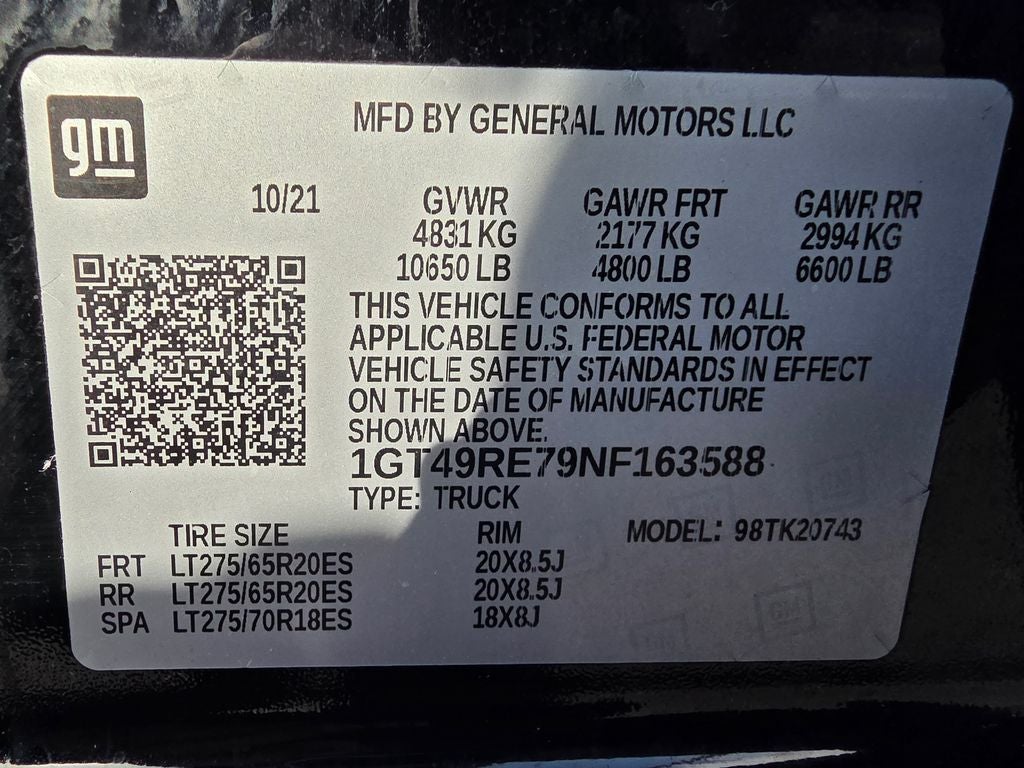 gm
MFD BY GENERAL MOTORS LLC
10/21 GVWR GAWR FRT GAWR RR
4831 KG 2177 KG 2994 KG
10650 LB 4800 LB 6600 LB
THIS VEHICLE CONFORMS TO ALL
APPLICABLE U.S. FEDERAL MOTOR
VEHICLE SAFETY STANDARDS IN EFFECT
ON THE DATE OF MANUFACTURE
SHOWN ABOVE.
1GT49RE79NF163588
TYPE: TRUCK
TIRE SIZE RIM MODEL: 98TK20743
FRT LT275/65R20ES 20X8.5J
RR LT275/65R20ES 20X8.5J
SPA LT275/70R18ES 18X8J
GM
GM